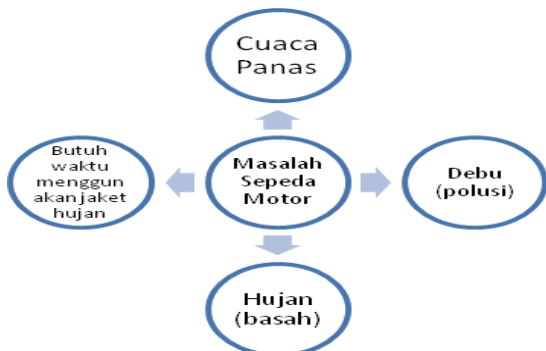 Cuaca
Panas
Butuh
waktu
menggun
akan jaket
hujan
Masalah
Sepeda
Motor
Debu
(polusi)
Hujan
(basah)